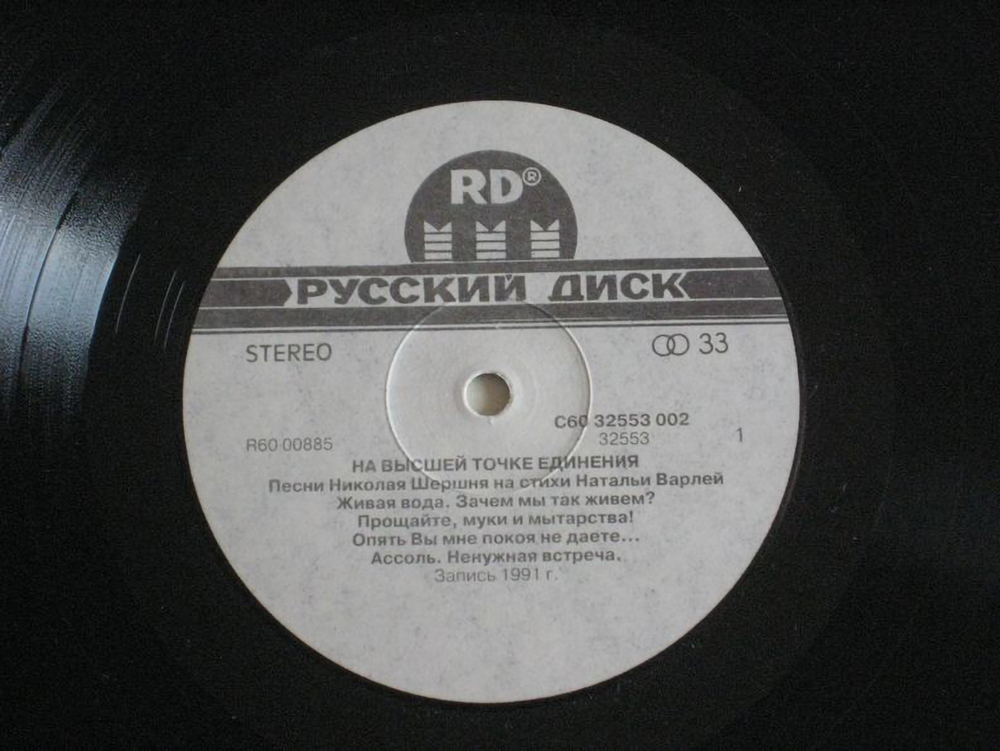 RD®
РУССКИЙ ДИСК
STEREO
33
С60 32553 002
R60 00885
32553
1
НА ВЫСШЕЙ ТОЧКЕ ЕДИНЕНИЯ
Песни Николая Шершня на стихи Натальи Варлей
Живая вода. Зачем мы так живем?
Прощайте, муки и мытарства!
Опять Вы мне покоя не даете...
Ассоль. Ненужная встреча.
Запись 1991 г.